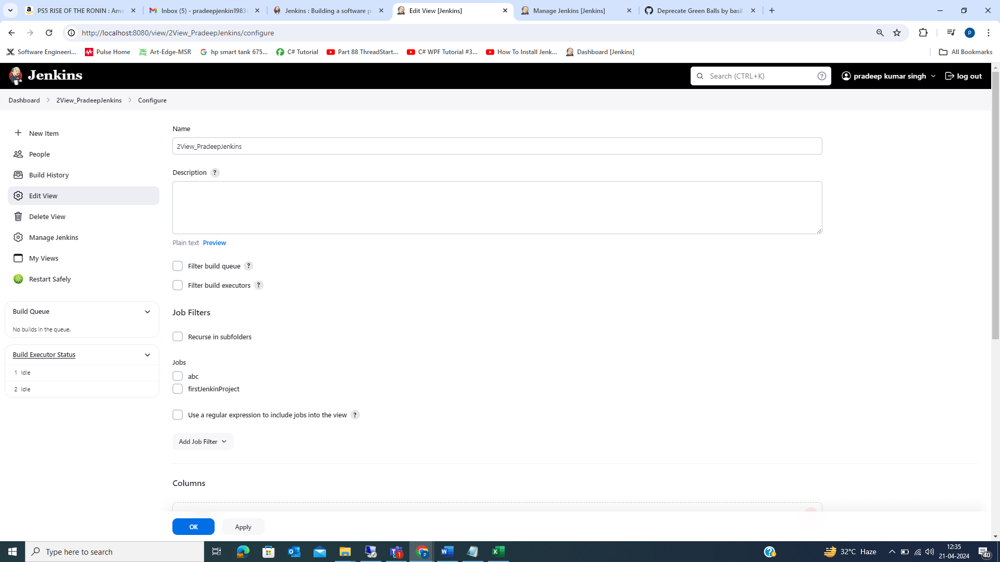 PS5 RISE OF THE RONIN : Ama
Inbox (5) - pradeepjenkin1983
Jenkins : Building a software p
Edit View [Jenkins]
Manage Jenkins [Jenkins]
Deprecate Green Balls by basil
http://localhost:8080/view/2View_PradeepJenkins/configure
P
Software Engineeri...
Pulse Home
Art-Edge-MSR
hp smart tank 675...
C# Tutorial
Part 88 ThreadStart...
C# WPF Tutorial #3...
How To Install Jenk...
Dashboard [Jenkins]
All Bookmarks
Jenkins
Search (CTRL+K)
?
pradeep kumar singh
log out
Dashboard
2View_PradeepJenkins
Configure
New Item
People
Build History
Edit View
Delete View
Manage Jenkins
My Views
Restart Safely
Build Queue
No builds in the queue.
Build Executor Status
1 Idle
2 Idle
Name
2View_PradeepJenkins
Description ?
Plain text Preview
Filter build queue ?
Filter build executors ?
Job Filters
Recurse in subfolders
Jobs
abc
firstJenkinProject
Use a regular expression to include jobs into the view ?
Add Job Filter
Columns
OK
Apply
Type here to search
32°C Haze
12:35
21-04-2024
40